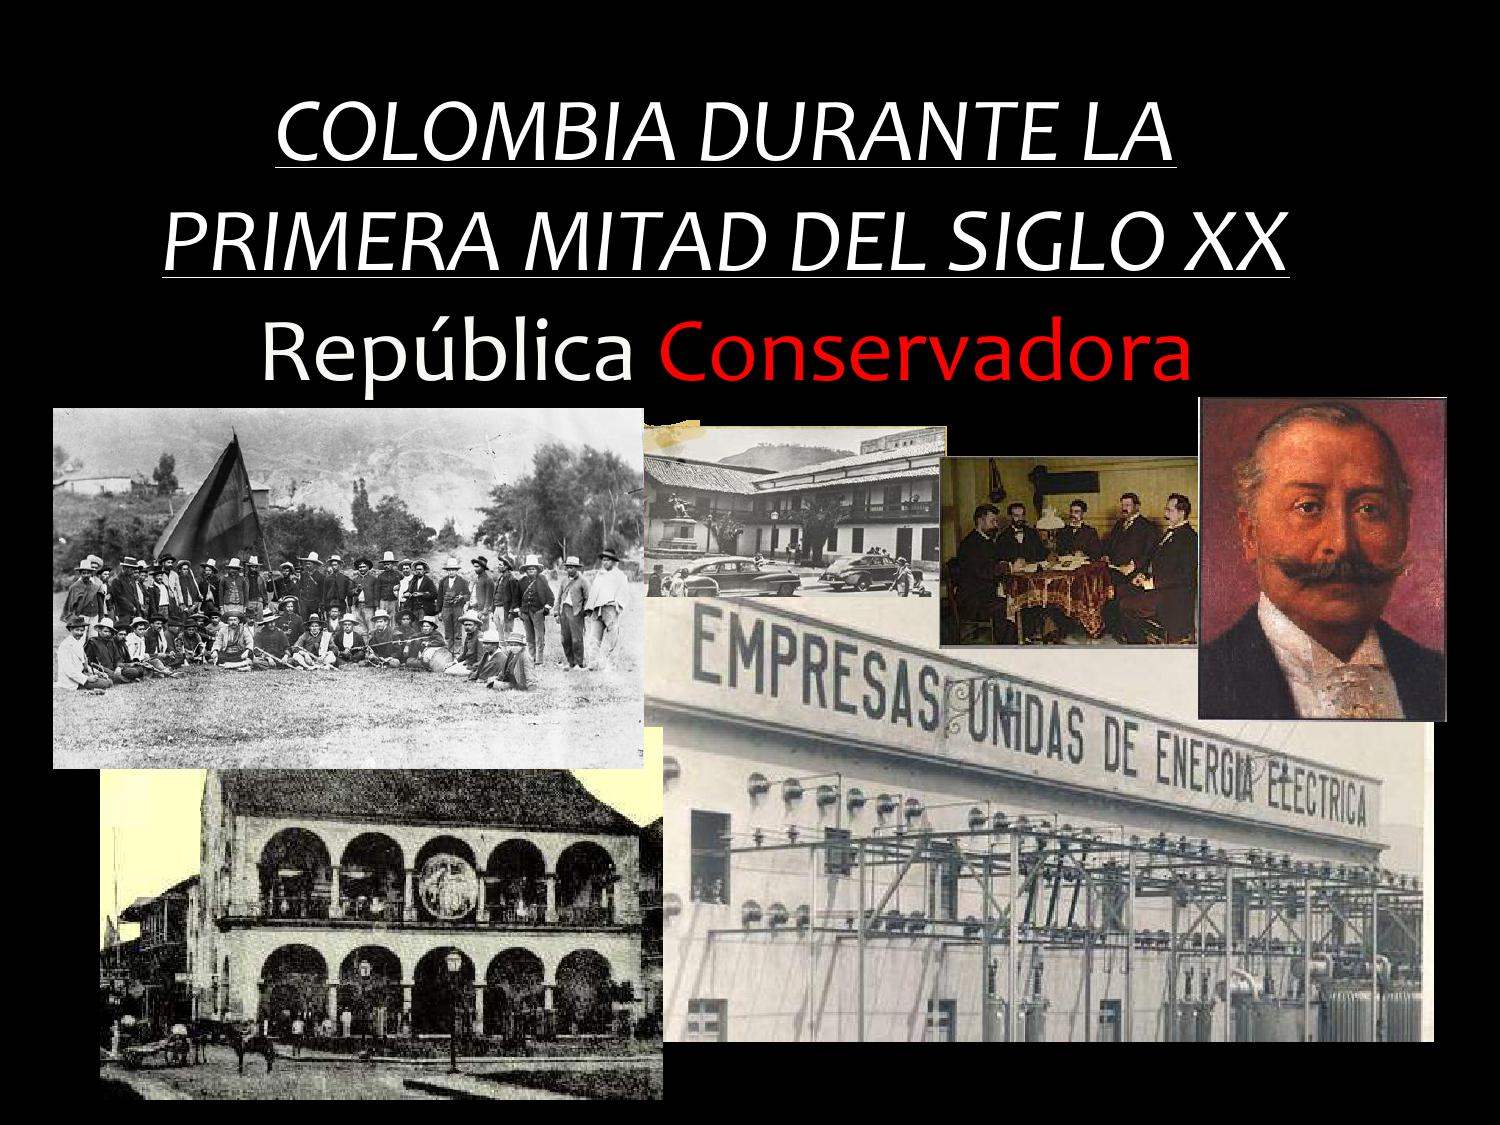 COLOMBIA DURANTE LA
PRIMERA MITAD DEL SIGLO XX
República Conservadora
EMPRESAS UNIDAS DE ENERGIA ELECTRICA